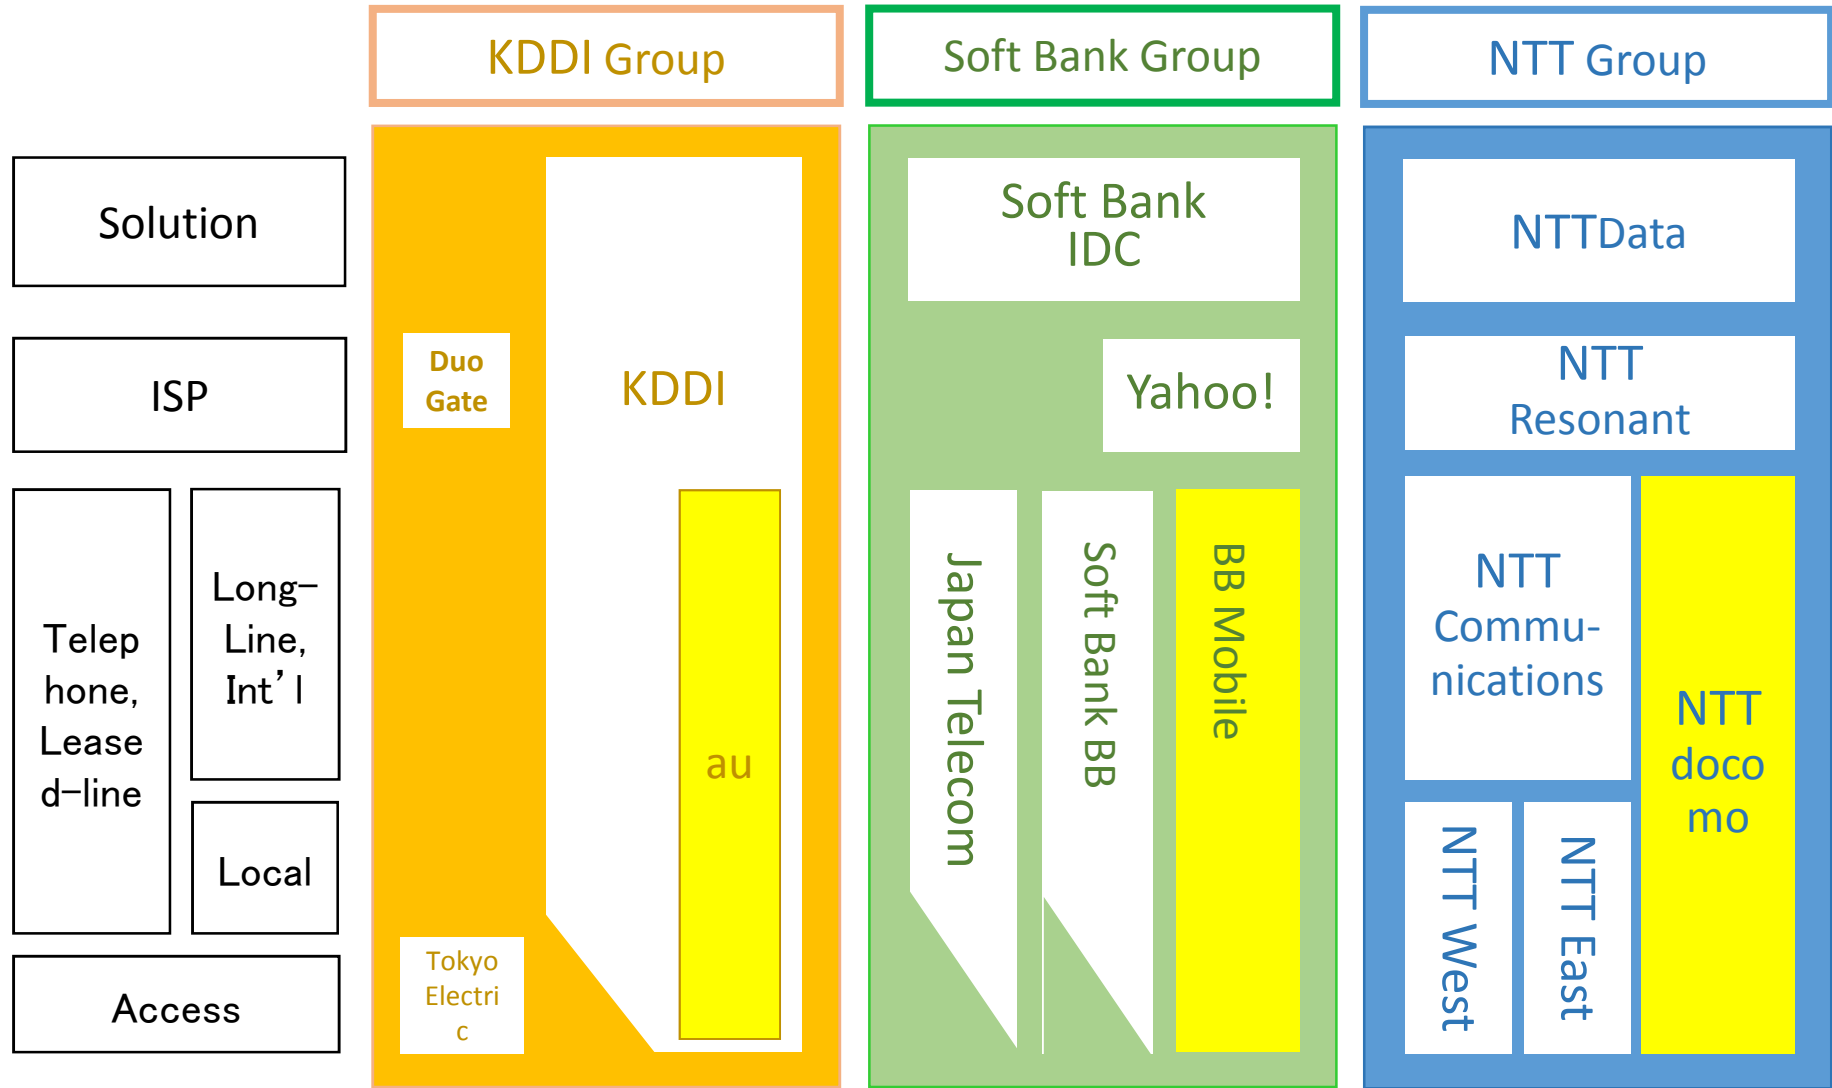 KDDI Group
Soft Bank Group
NTT Group
Solution
Soft Bank
IDC
NTTData
ISP
Duo
Gate
KDDI
Yahoo!
NTT
Resonant
Telep
hone,
Lease
d-line
Long-
Line,
Int'l
Local
au
Japan Telecom
Soft Bank BB
BB Mobile
NTT
Commu-
nications
NTT
doco
mo
NTT West
NTT East
Access
Tokyo
Electri
c